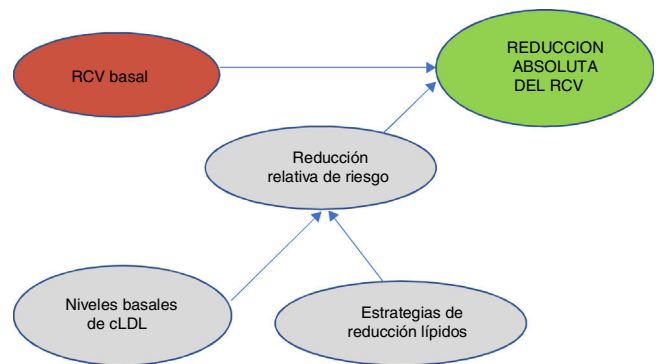 RCV basal
REDUCCION
ABSOLUTA
DEL RCV
Reducción
relativa de riesgo
Niveles basales
de cLDL
Estrategias de
reducción lípidos